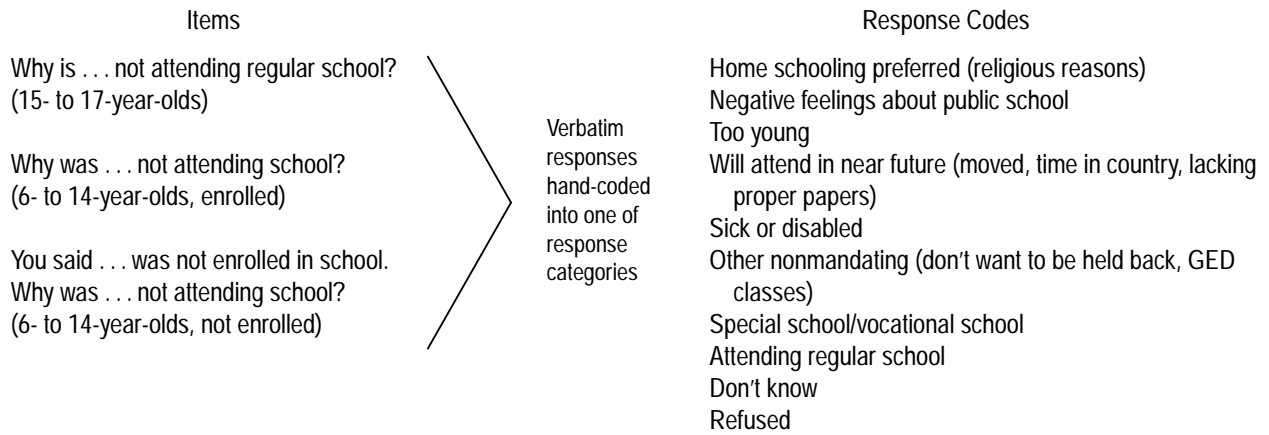 Items
Why is . . . not attending regular school?
(15- to 17-year-olds)
Why was . . . not attending school?
(6- to 14-year-olds, enrolled)
You said . . . was not enrolled in school.
Why was . . . not attending school?
(6- to 14-year-olds, not enrolled)
Verbatim
responses
hand-coded
into one of
response
categories
Response Codes
Home schooling preferred (religious reasons)
Negative feelings about public school
Too young
Will attend in near future (moved, time in country, lacking
proper papers)
Sick or disabled
Other nonmandating (don't want to be held back, GED
classes)
Special school/vocational school
Attending regular school
Don't know
Refused